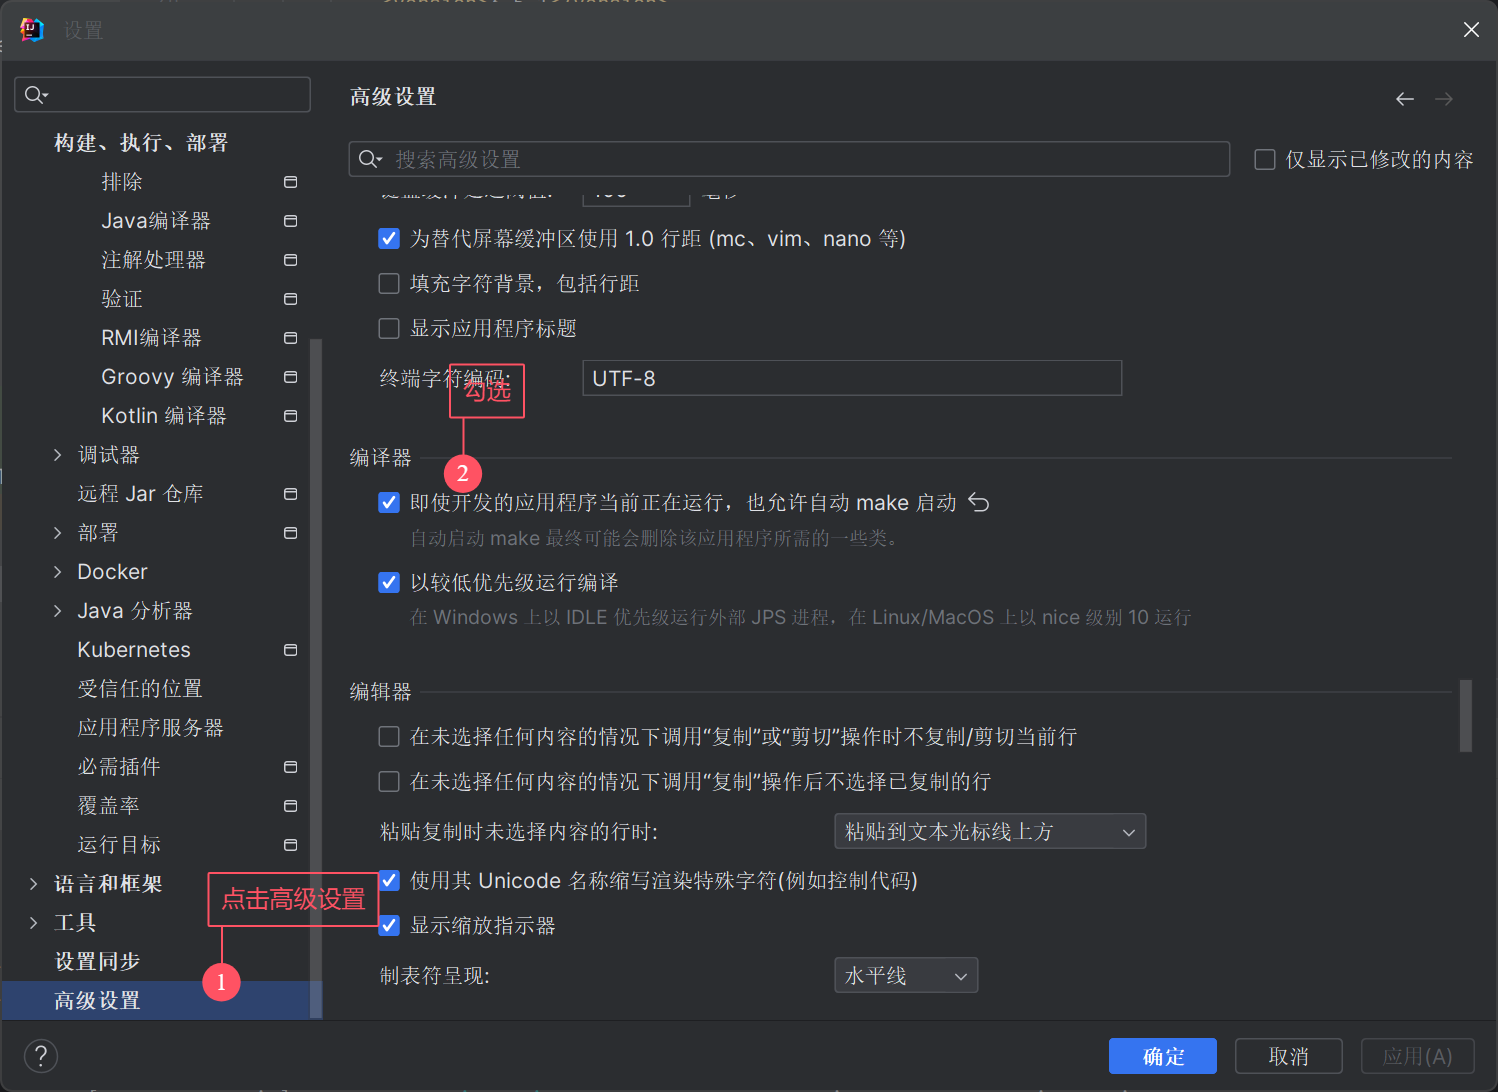 设置
高级设置
搜索高级设置
仅显示已修改的内容
构建、执行、部署
排除
Java编译器
注解处理器
验证
RMI编译器
Groovy 编译器
Kotlin 编译器
调试器
远程 Jar 仓库
部署
Docker
Java 分析器
Kubernetes
受信任的位置
应用程序服务器
必需插件
覆盖率
运行目标
语言和框架
工具
设置同步
高级设置
点击高级设置
1
为替代屏幕缓冲区使用 1.0 行距 (mc、vim、nano 等)
填充字符背景，包括行距
显示应用程序标题
终端字符编码:
UTF-8
勾选
2
编译器
即使开发的应用程序当前正在运行，也允许自动 make 启动
自动启动 make 最终可能会删除该应用程序所需的一些类。
以较低优先级运行编译
在 Windows 上以 IDLE 优先级运行外部 JPS 进程，在 Linux/MacOS 上以 nice 级别 10 运行
编辑器
在未选择任何内容的情况下调用“复制”或“剪切”操作时不复制/剪切当前行
在未选择任何内容的情况下调用“复制”操作后不选择已复制的行
粘贴复制时未选择内容的行时:
粘贴到文本光标线上方
使用其 Unicode 名称缩写渲染特殊字符(例如控制代码)
显示缩放指示器
制表符呈现:
水平线
?
确定
取消
应用(A)